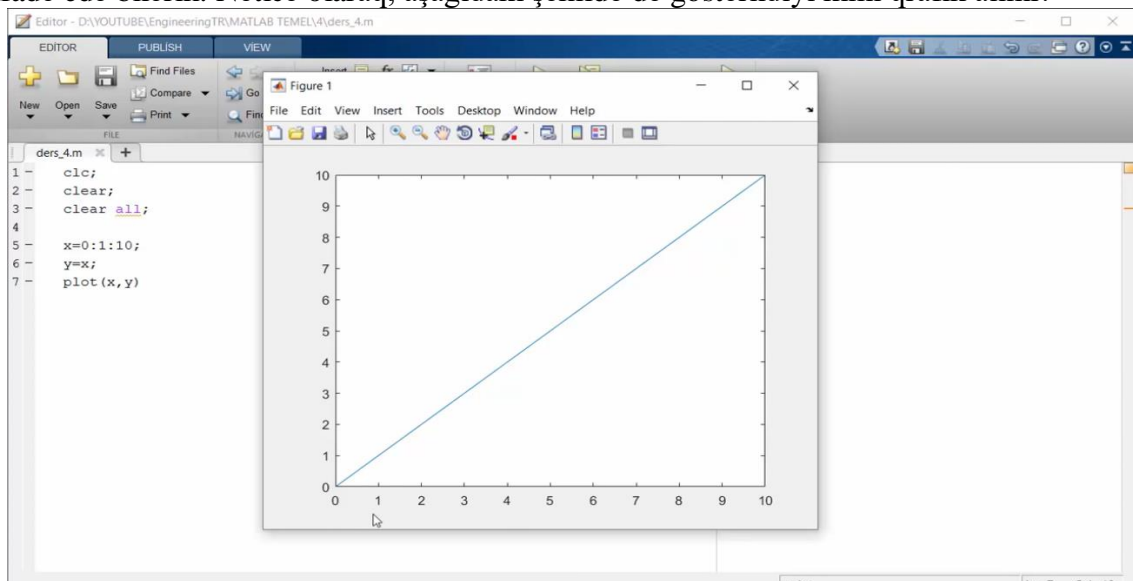 Editor - D:\YOUTUBE\EngineeringTR\MATLAB TEMEL\4\ders_4.m
EDİTOR PUBLISH VIEW
Find Files
Compare
Print
New Open Save
FILE
Go
ders_4.m
1 - clc;
2 - clear;
3 - clear all;
4
5 - x=0:1:10;
6 - y=x;
7 - plot(x,y)
Figure 1
File Edit View Insert Tools Desktop Window Help
10
9
8
7
6
5
4
3
2
1
0
0 1 2 3 4 5 6 7 8 9 10